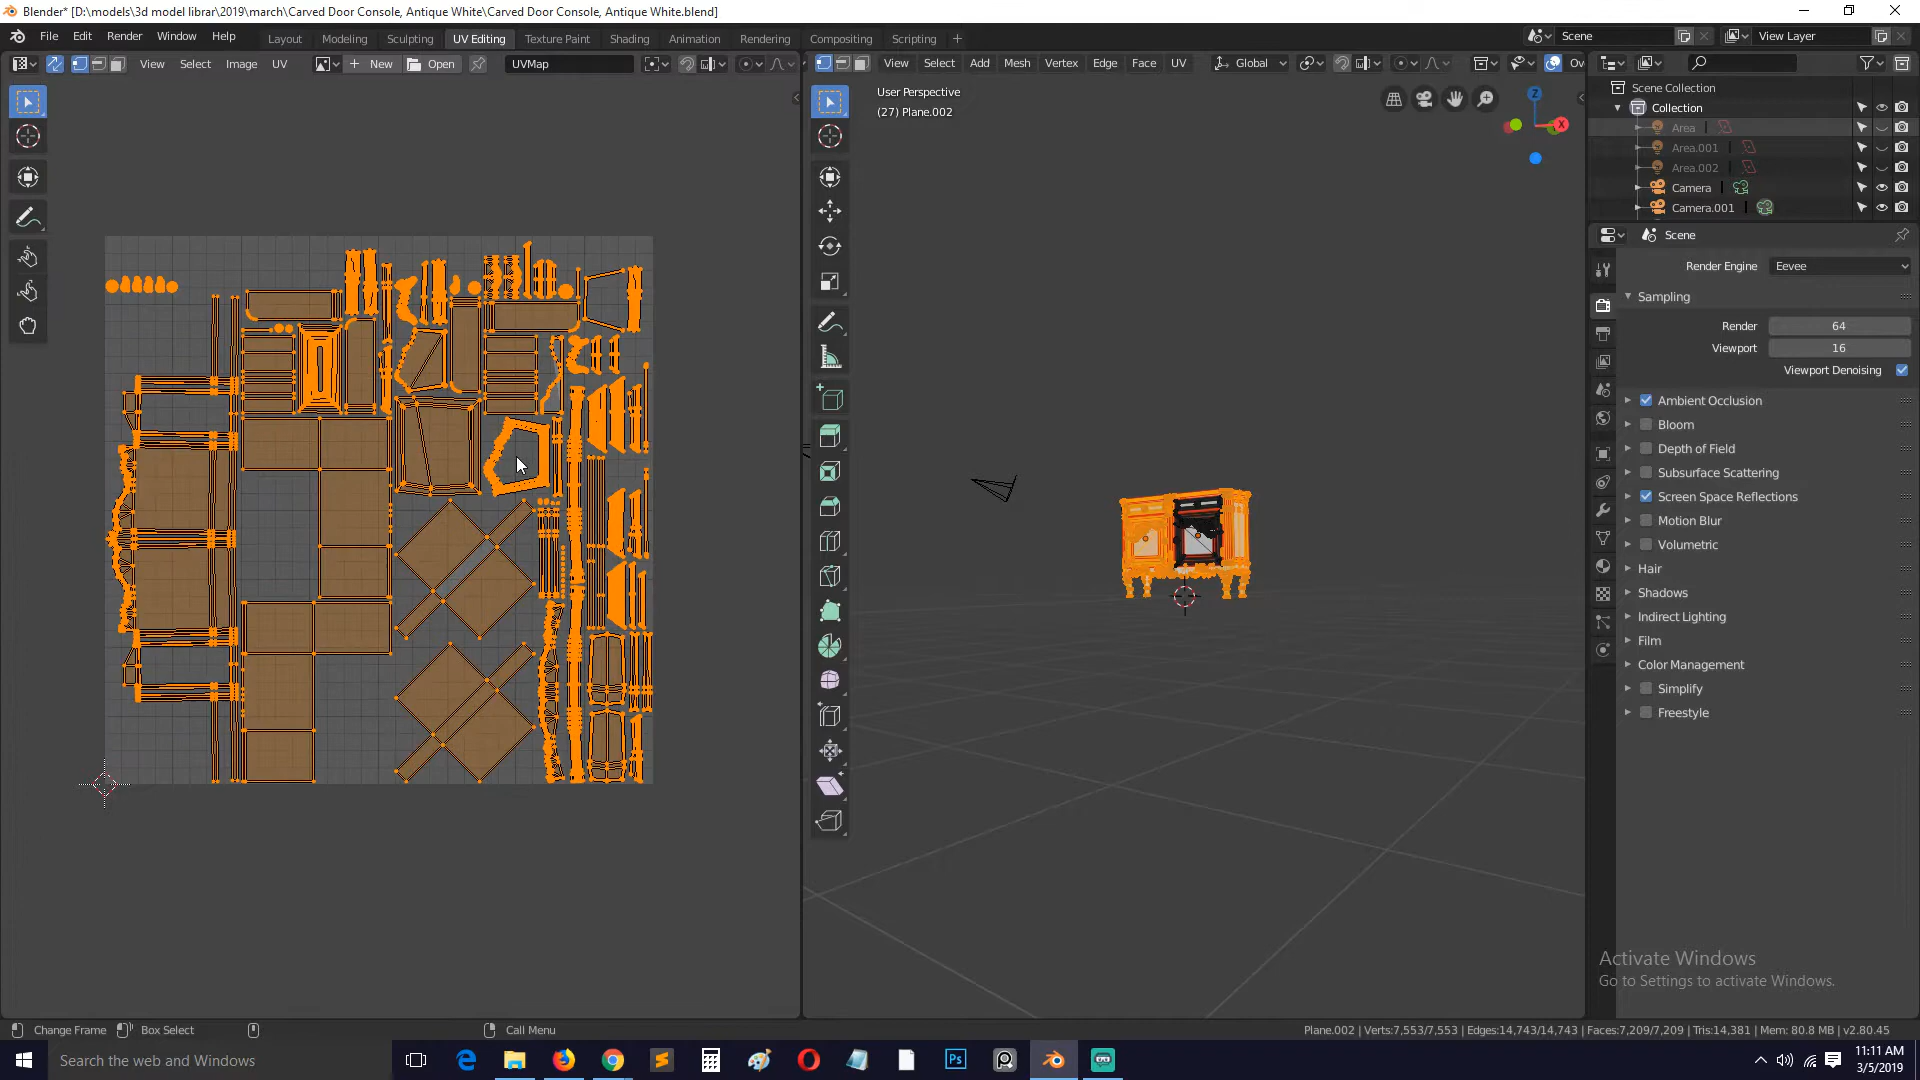 Blender* [D:\models\3d model librar\2019\march\Carved Door Console, Antique White\Carved Door Console, Antique White.blend]
File Edit Render Window Help
Layout Modeling Sculpting UV Editing Texture Paint Shading Animation Rendering Compositing Scripting +
Scene
View Layer
View Select Image UV
New Open
UVMap
View Select Add Mesh Vertex Edge Face UV
Global
Ov
User Perspective
(27) Plane.002
Z
X
Scene Collection
Collection
Area
Area.001
Area.002
Camera
Camera.001
Scene
Render Engine Eevee
Sampling
Render 64
Viewport 16
Viewport Denoising
Ambient Occlusion
Bloom
Depth of Field
Subsurface Scattering
Screen Space Reflections
Motion Blur
Volumetric
Hair
Shadows
Indirect Lighting
Film
Color Management
Simplify
Freestyle
Activate Windows
Go to Settings to activate Windows.
Change Frame Box Select Call Menu
Plane.002 | Verts:7,553/7,553 | Edges:14,743/14,743 | Faces:7,209/7,209 | Tris:14,381 | Mem: 80.8 MB | v2.80.45
Search the web and Windows
Ps
11:11 AM
3/5/2019